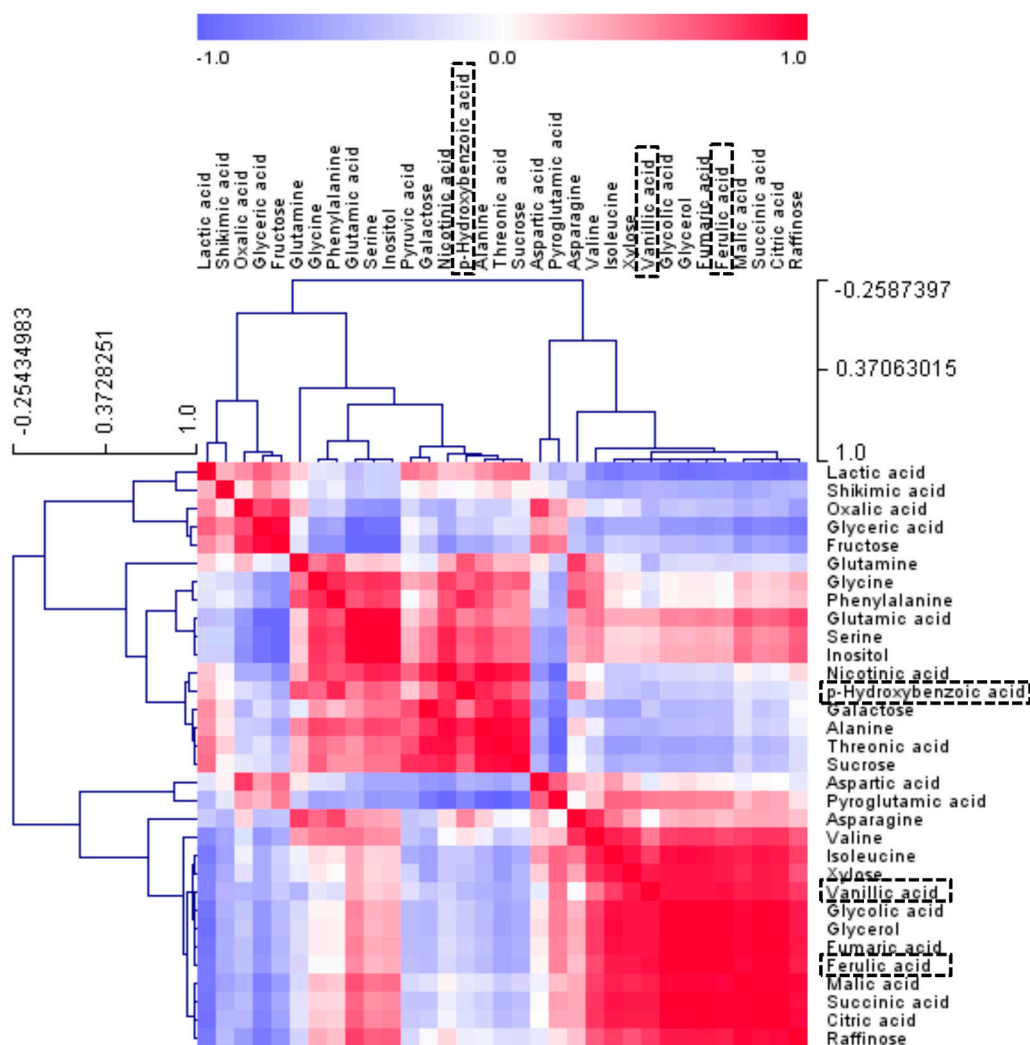 -1.0 0.0 1.0
Lactic acid
Shikimic acid
Oxalic acid
Glyceric acid
Fructose
Glutamine
Glycine
Phenylalanine
Glutamic acid
Serine
Inositol
Pyruvic acid
Galactose
Nicotinic acid
p-Hydroxybenzoic acid
Alanine
Threonic acid
Sucrose
Aspartic acid
Pyroglutamic acid
Asparagine
Valine
Isoleucine
Xylose
Vanillic acid
Glycolic acid
Glycerol
Fumaric acid
Ferulic acid
Malic acid
Succinic acid
Citric acid
Raffinose
-0.2587397
0.37063015
1.0
-0.25434983
0.3728251
1.0
Lactic acid
Shikimic acid
Oxalic acid
Glyceric acid
Fructose
Glutamine
Glycine
Phenylalanine
Glutamic acid
Serine
Inositol
Nicotinic acid
p-Hydroxybenzoic acid
Galactose
Alanine
Threonic acid
Sucrose
Aspartic acid
Pyroglutamic acid
Asparagine
Valine
Isoleucine
Xylose
Vanillic acid
Glycolic acid
Glycerol
Fumaric acid
Ferulic acid
Malic acid
Succinic acid
Citric acid
Raffinose